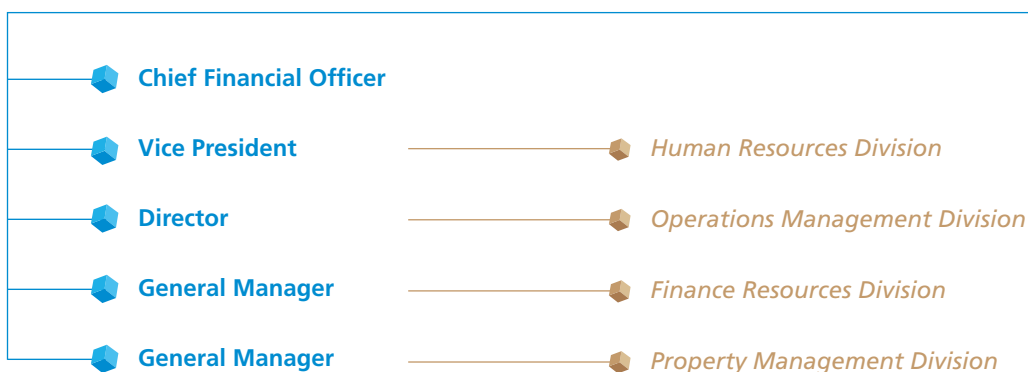 Chief Financial Officer
Vice President Human Resources Division
Director Operations Management Division
General Manager Finance Resources Division
General Manager Property Management Division